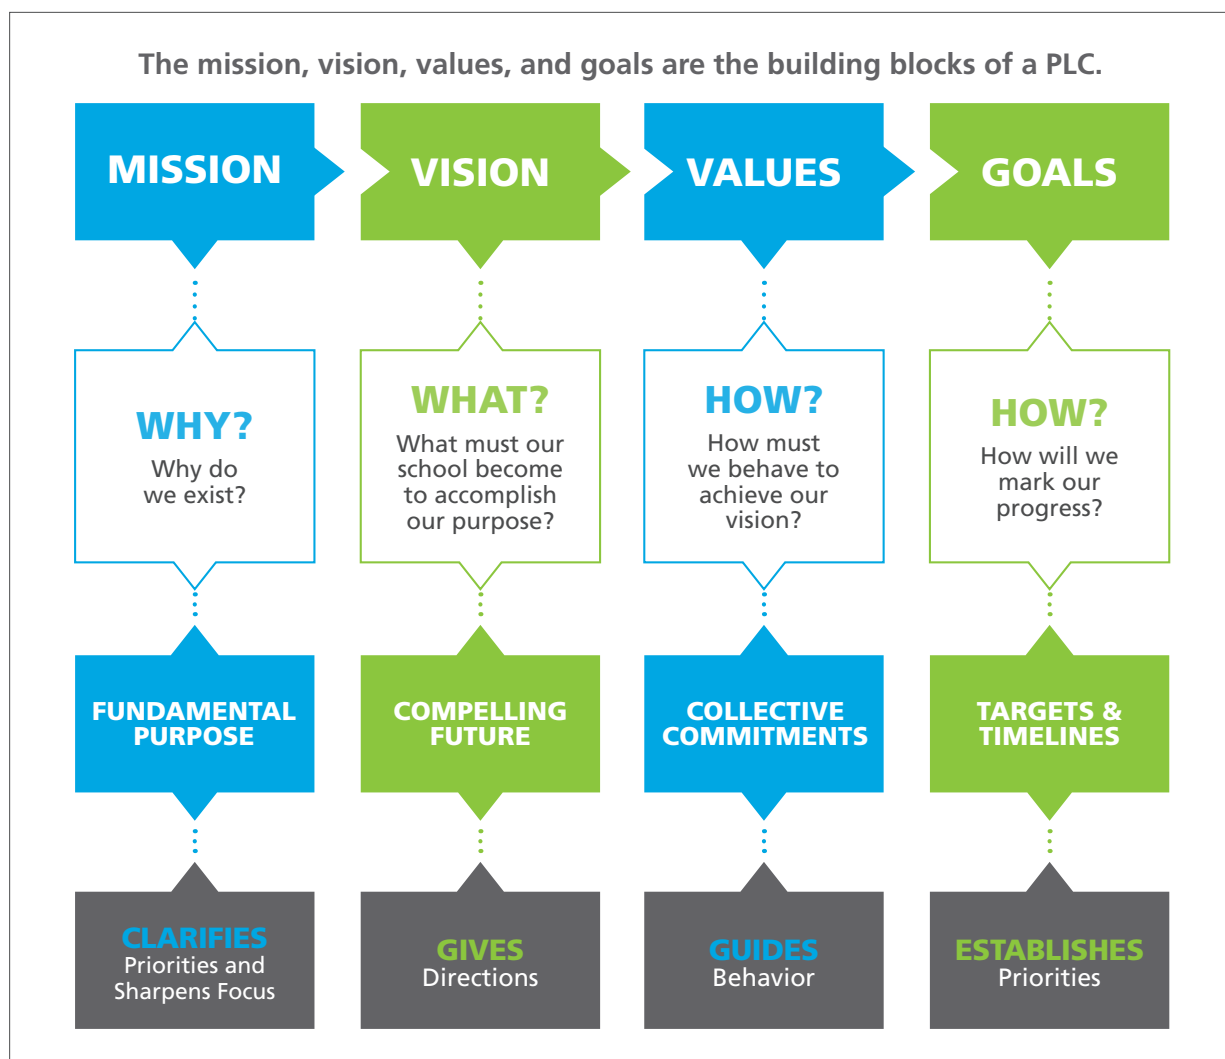 The mission, vision, values, and goals are the building blocks of a PLC.
MISSION
VISION
VALUES
GOALS
WHY?
Why do
we exist?
WHAT?
What must our
school become
to accomplish
our purpose?
HOW?
How must
we behave to
achieve our
vision?
HOW?
How will we
mark our
progress?
FUNDAMENTAL
PURPOSE
COMPELLING
FUTURE
COLLECTIVE
COMMITMENTS
TARGETS &
TIMELINES
CLARIFIES
Priorities and
Sharpens Focus
GIVES
Directions
GUIDES
Behavior
ESTABLISHES
Priorities